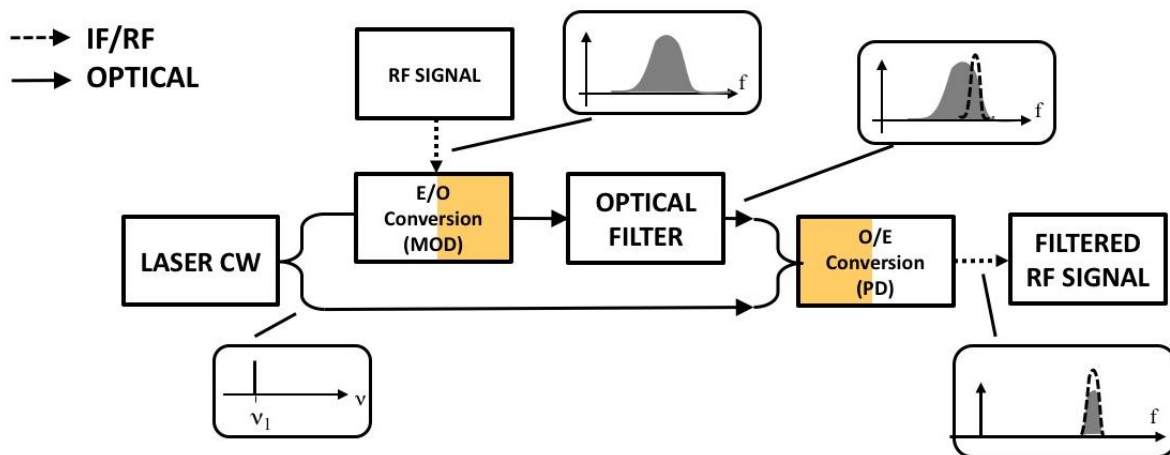 IF/RF
OPTICAL
RF SIGNAL
f
f
E/O
Conversion
(MOD)
OPTICAL
FILTER
LASER CW
O/E
Conversion
(PD)
FILTERED
RF SIGNAL
ν
ν1
f